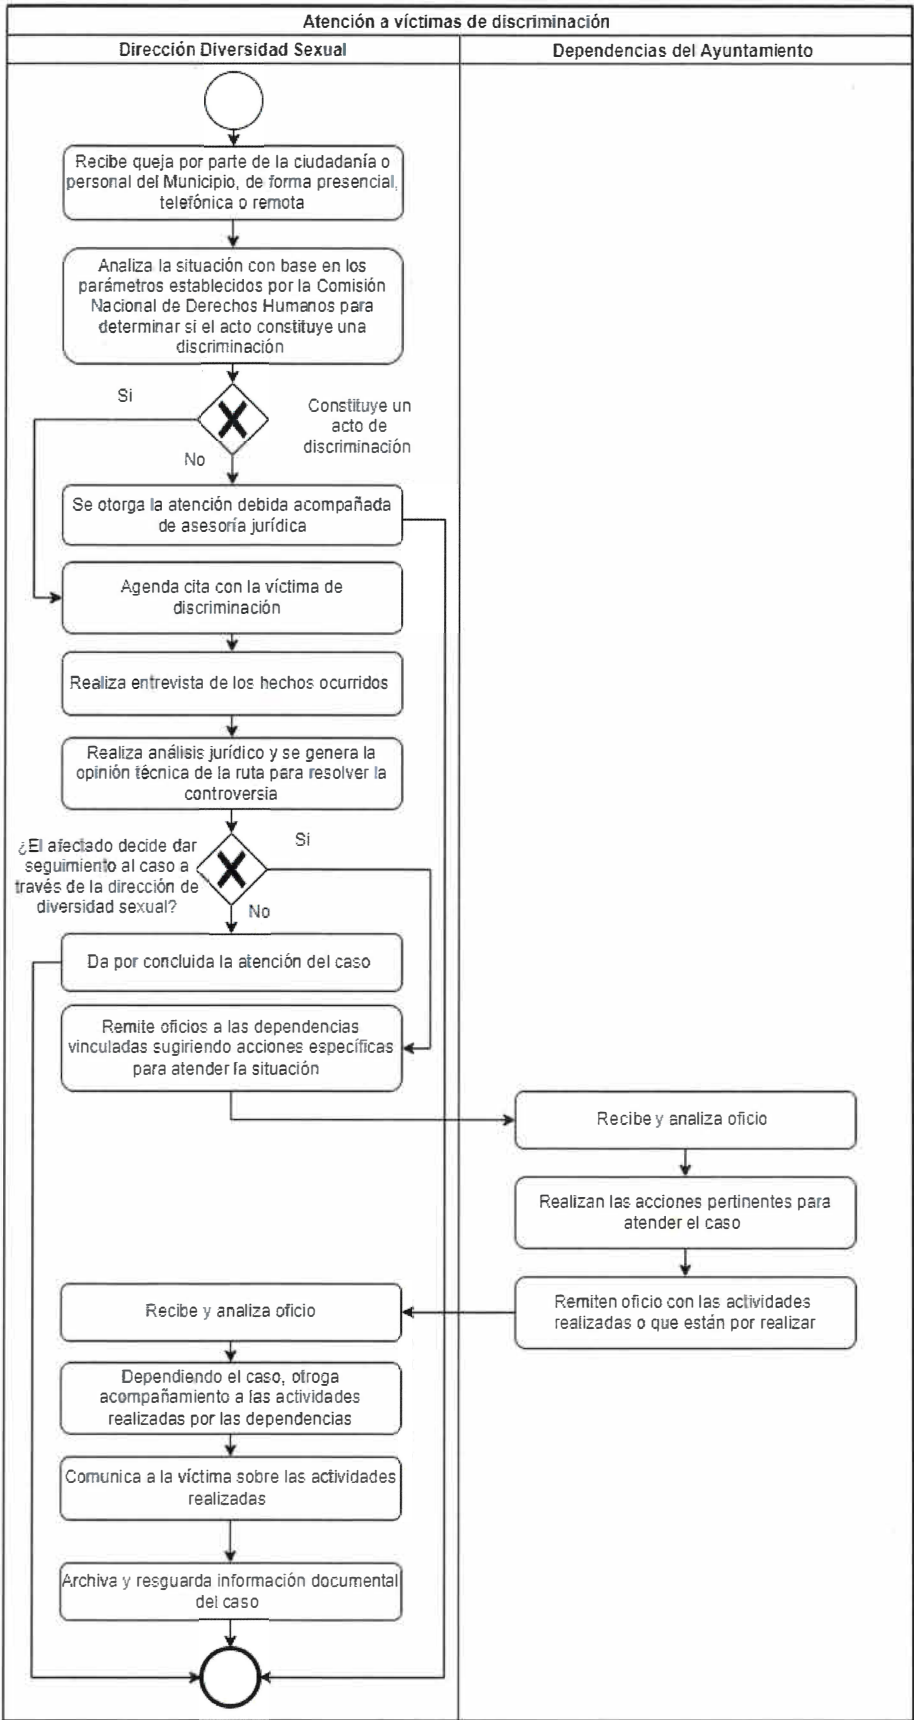 Atención a víctimas de discriminación
Dirección Diversidad Sexual
Dependencias del Ayuntamiento
Recibe queja por parte de la ciudadanía o
personal del Municipio, de forma presencial,
telefónica o remota
Analiza la situación con base en los
parámetros establecidos por la Comisión
Nacional de Derechos Humanos para
determinar si el acto constituye una
discriminación
Si
Constituye un
acto de
discriminación
No
Se otorga la atención debida acompañada
de asesoría jurídica
Agenda cita con la víctima de
discriminación
Realiza entrevista de los hechos ocurridos
Realiza análisis jurídico y se genera la
opinión técnica de la ruta para resolver la
controversia
¿El afectado decide dar
seguimiento al caso a
través de la dirección de
diversidad sexual?
Si
No
Da por concluida la atención del caso
Remite oficios a las dependencias
vinculadas sugiriendo acciones específicas
para atender la situación
Recibe y analiza oficio
Realizan las acciones pertinentes para
atender el caso
Remiten oficio con las actividades
realizadas o que están por realizar
Recibe y analiza oficio
Dependiendo el caso, otroga
acompañamiento a las actividades
realizadas por las dependencias
Comunica a la víctima sobre las actividades
realizadas
Archiva y resguarda información documental
del caso